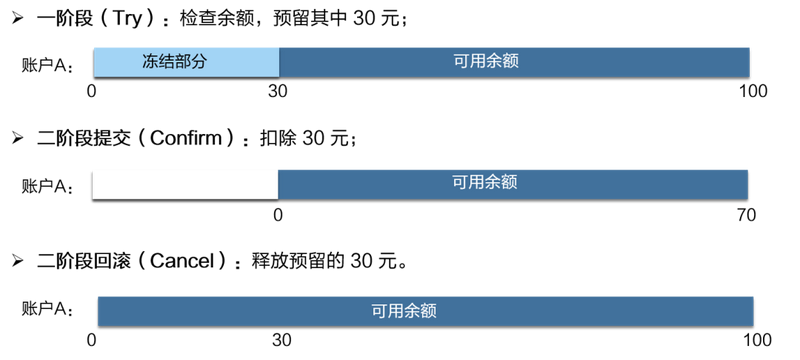 ➢ 一阶段（Try）：检查余额，预留其中 30 元；
账户A： 冻结部分 可用余额
0 30 100
➢ 二阶段提交（Confirm）：扣除 30 元；
账户A： 可用余额
0 70
➢ 二阶段回滚（Cancel）：释放预留的 30 元。
账户A： 可用余额
0 30 100